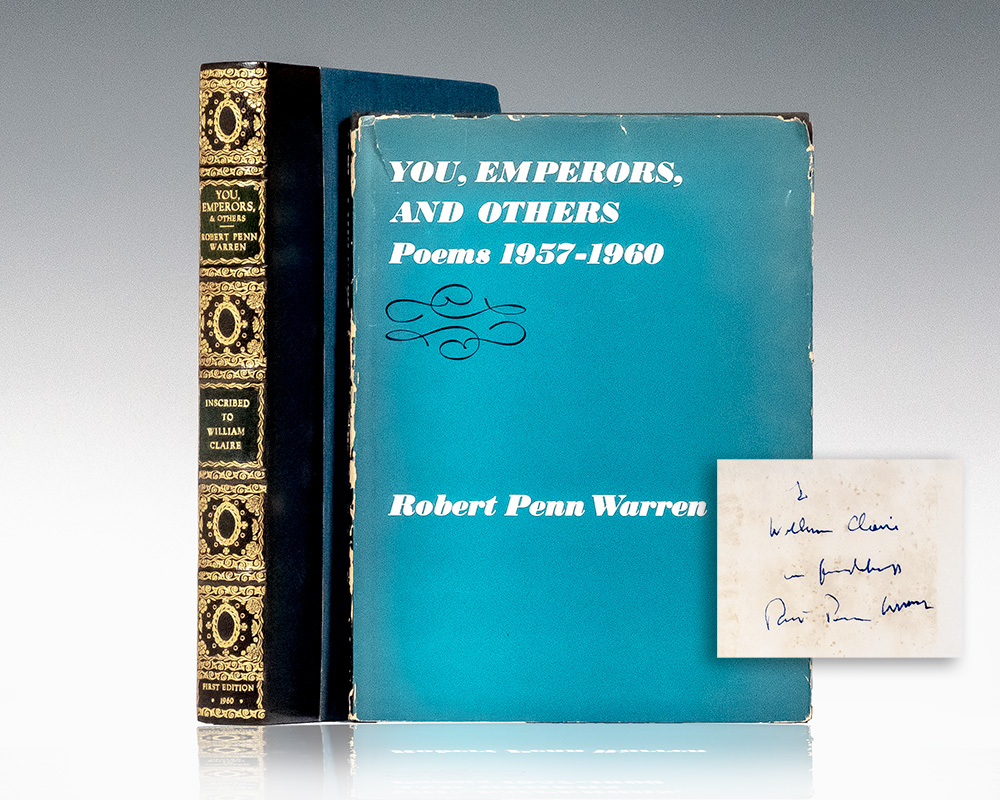 YOU,
EMPERORS,
& OTHERS
ROBERT PENN
WARREN
INSCRIBED
TO
WILLIAM
CLAIRE
FIRST EDITION
* 1960 *
YOU, EMPERORS,
AND OTHERS
Poems 1957-1960
Robert Penn Warren
William Claire
in friendship
Robert Penn Warren